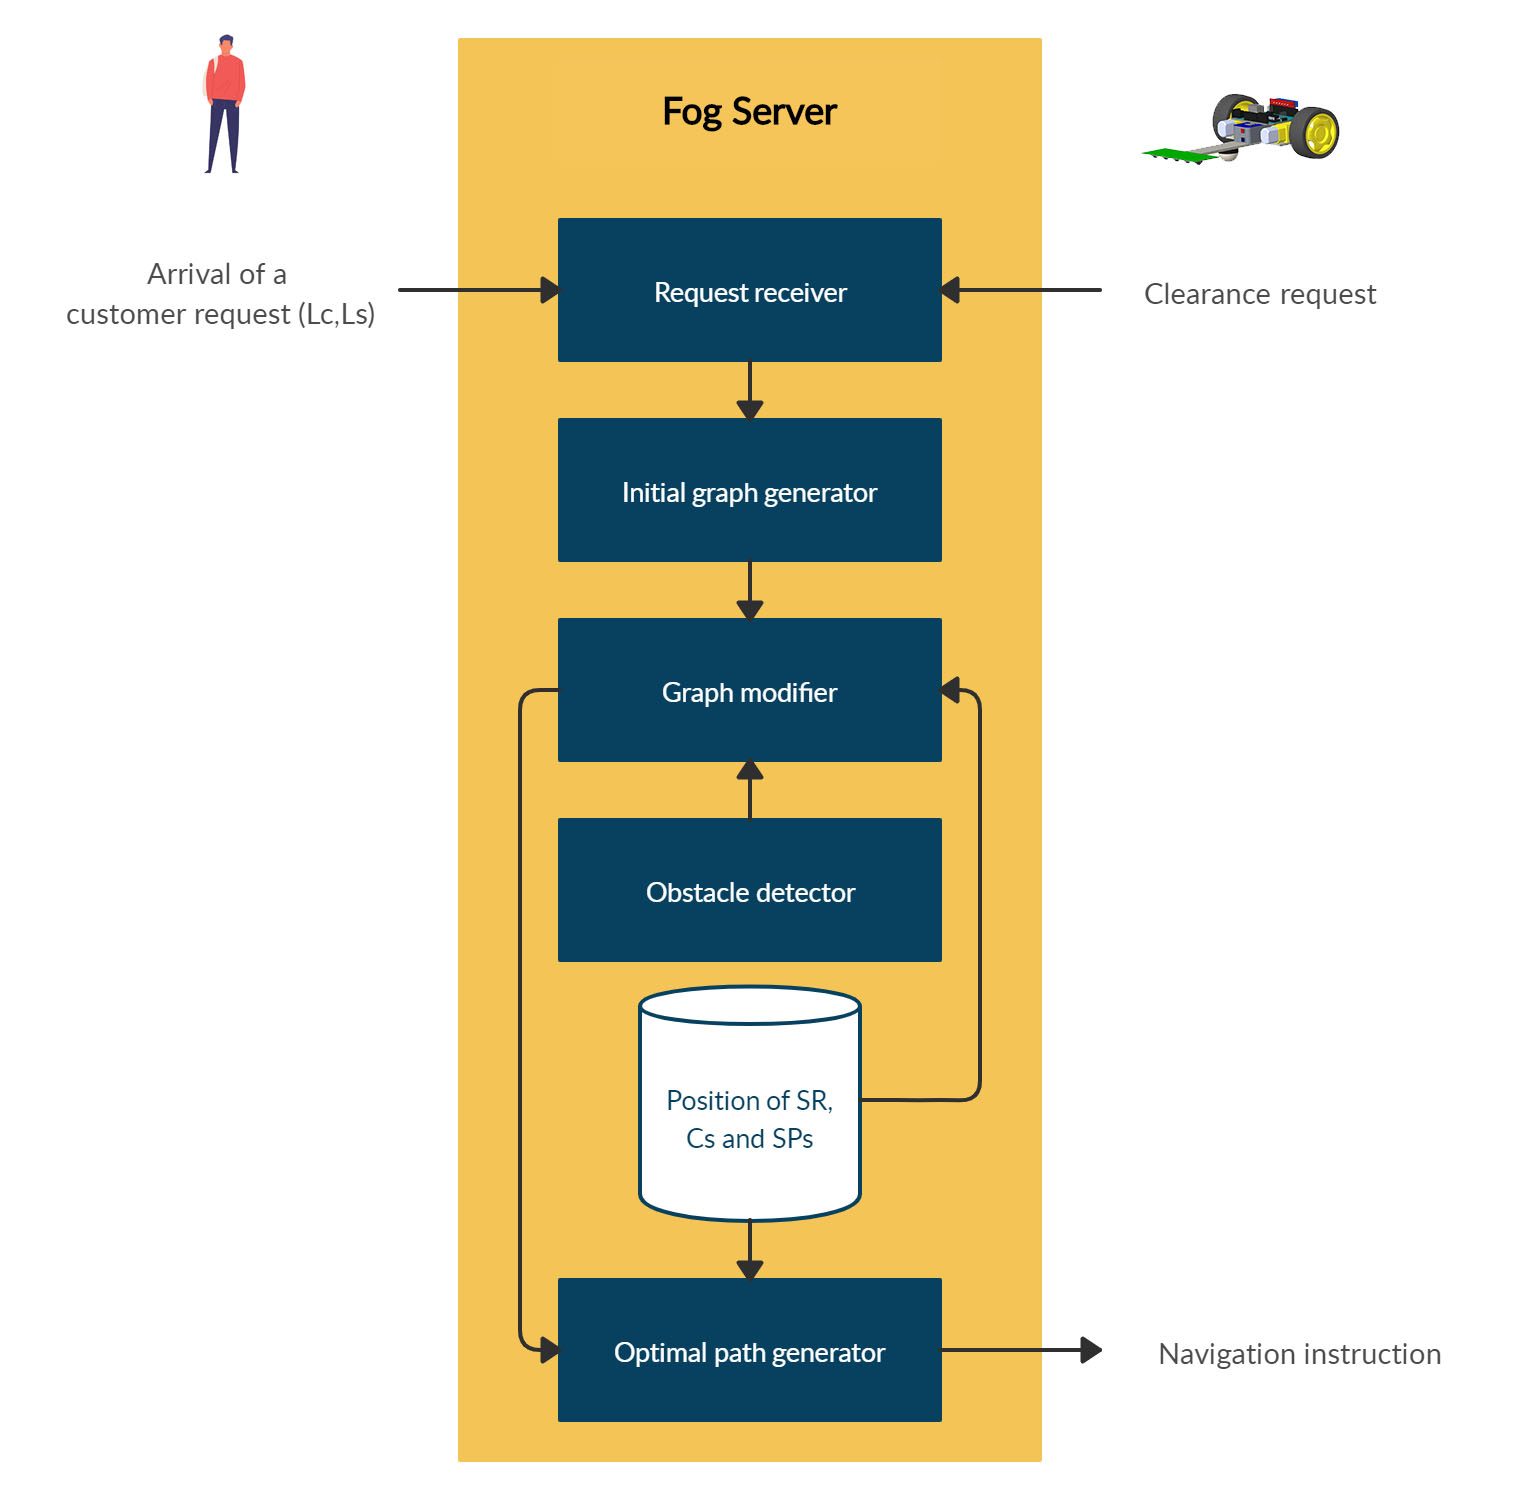 Fog Server
Arrival of a
customer request (Lc,Ls)
Request receiver
Clearance request
Initial graph generator
Graph modifier
Obstacle detector
Position of SR,
Cs and SPs
Optimal path generator
Navigation instruction